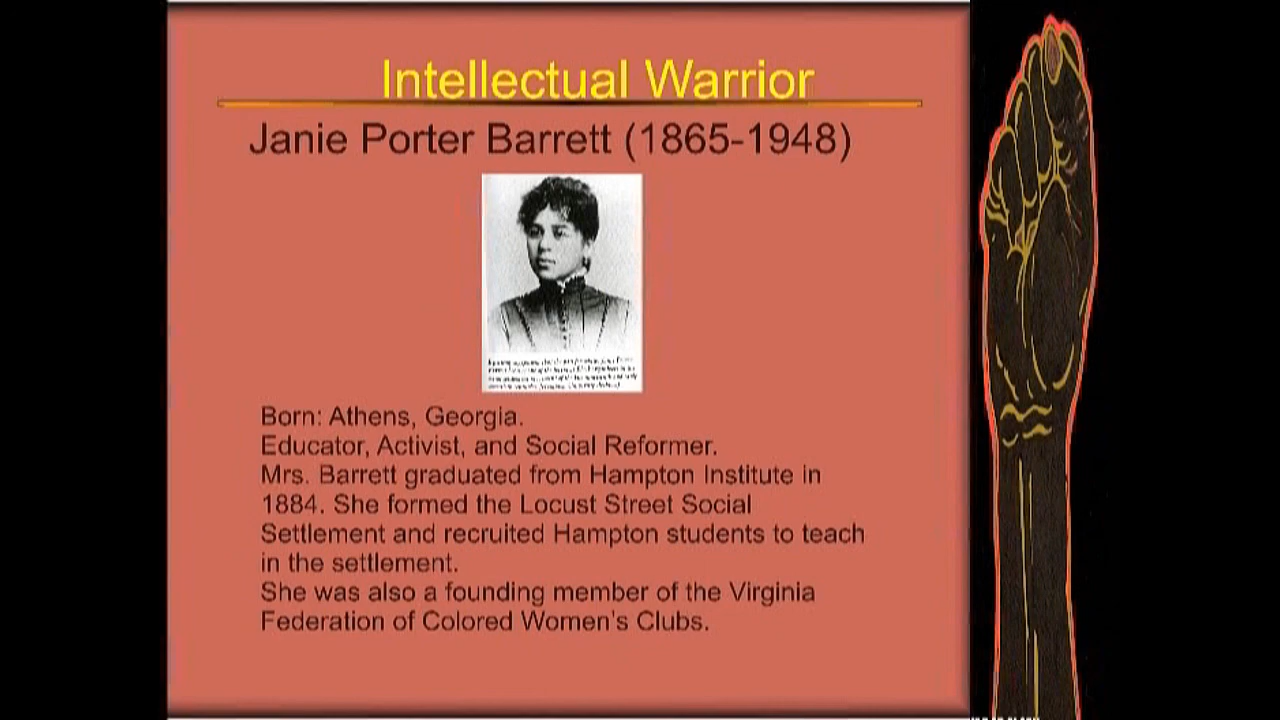 Intellectual Warrior
Janie Porter Barrett (1865-1948)
Born: Athens, Georgia.
Educator, Activist, and Social Reformer.
Mrs. Barrett graduated from Hampton Institute in
1884. She formed the Locust Street Social
Settlement and recruited Hampton students to teach
in the settlement.
She was also a founding member of the Virginia
Federation of Colored Women's Clubs.